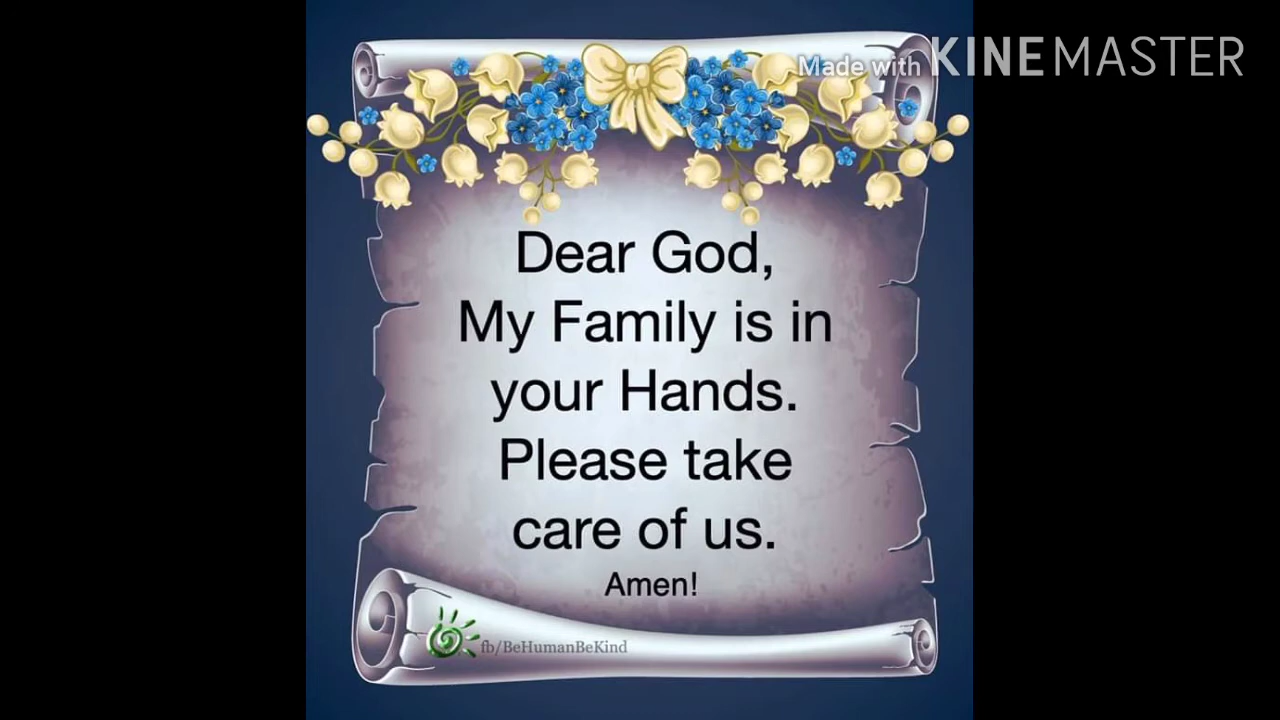 Made with KINEMASTER
Dear God,
My Family is in
your Hands.
Please take
care of us.
Amen!
fb/BeHumanBeKind